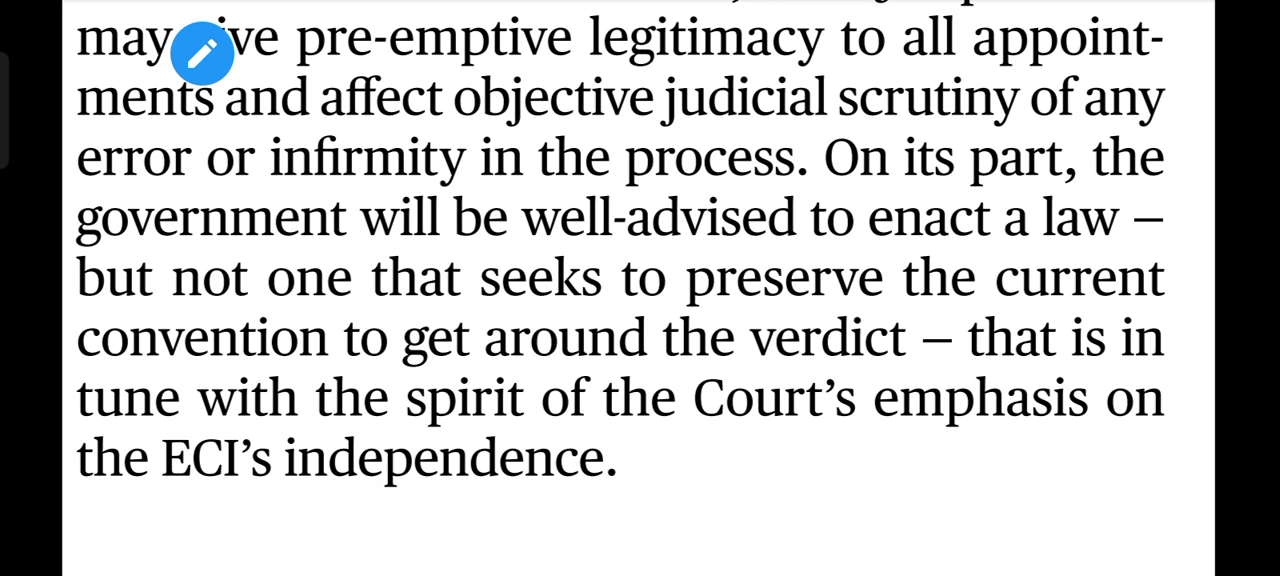 may ive pre-emptive legitimacy to all appoint-
ments and affect objective judicial scrutiny of any
error or infirmity in the process. On its part, the
government will be well-advised to enact a law –
but not one that seeks to preserve the current
convention to get around the verdict – that is in
tune with the spirit of the Court’s emphasis on
the ECI’s independence.